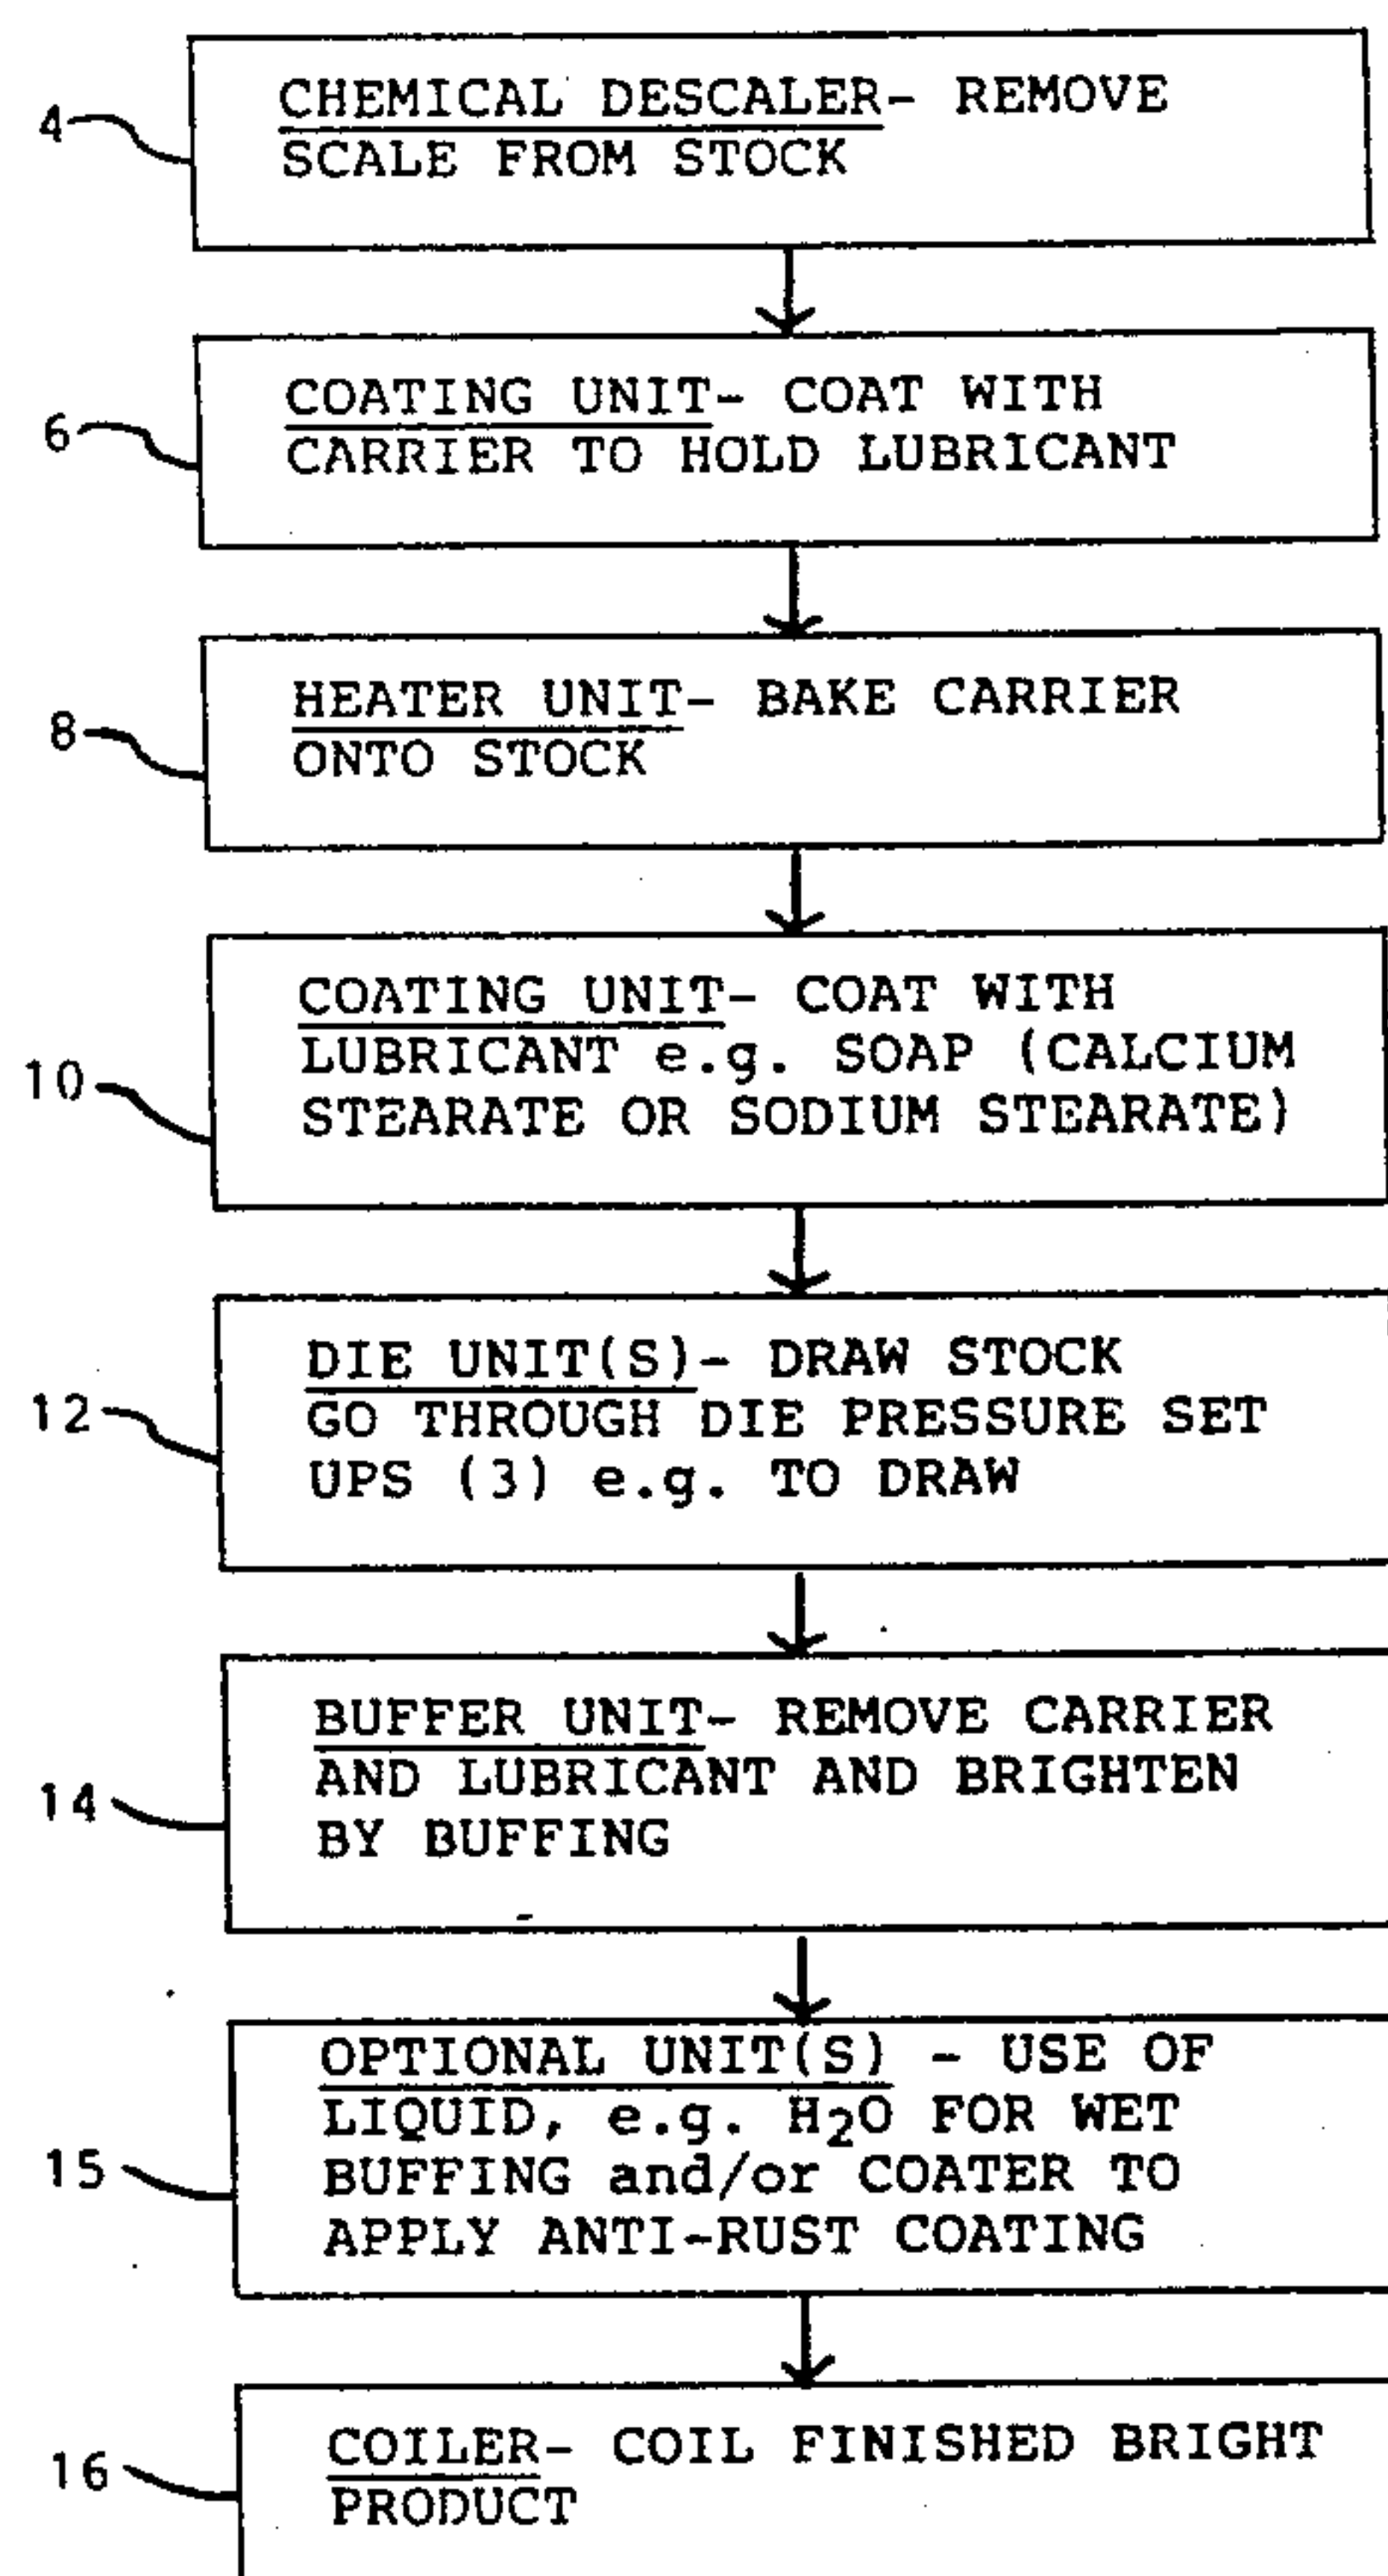 4
CHEMICAL DESCALER- REMOVE
SCALE FROM STOCK
6
COATING UNIT- COAT WITH
CARRIER TO HOLD LUBRICANT
8
HEATER UNIT- BAKE CARRIER
ONTO STOCK
10
COATING UNIT- COAT WITH
LUBRICANT e.g. SOAP (CALCIUM
STEARATE OR SODIUM STEARATE)
12
DIE UNIT(S)- DRAW STOCK
GO THROUGH DIE PRESSURE SET
UPS (3) e.g. TO DRAW
14
BUFFER UNIT- REMOVE CARRIER
AND LUBRICANT AND BRIGHTEN
BY BUFFING
15
OPTIONAL UNIT(S) - USE OF
LIQUID, e.g. H₂O FOR WET
BUFFING and/or COATER TO
APPLY ANTI-RUST COATING
16
COILER- COIL FINISHED BRIGHT
PRODUCT